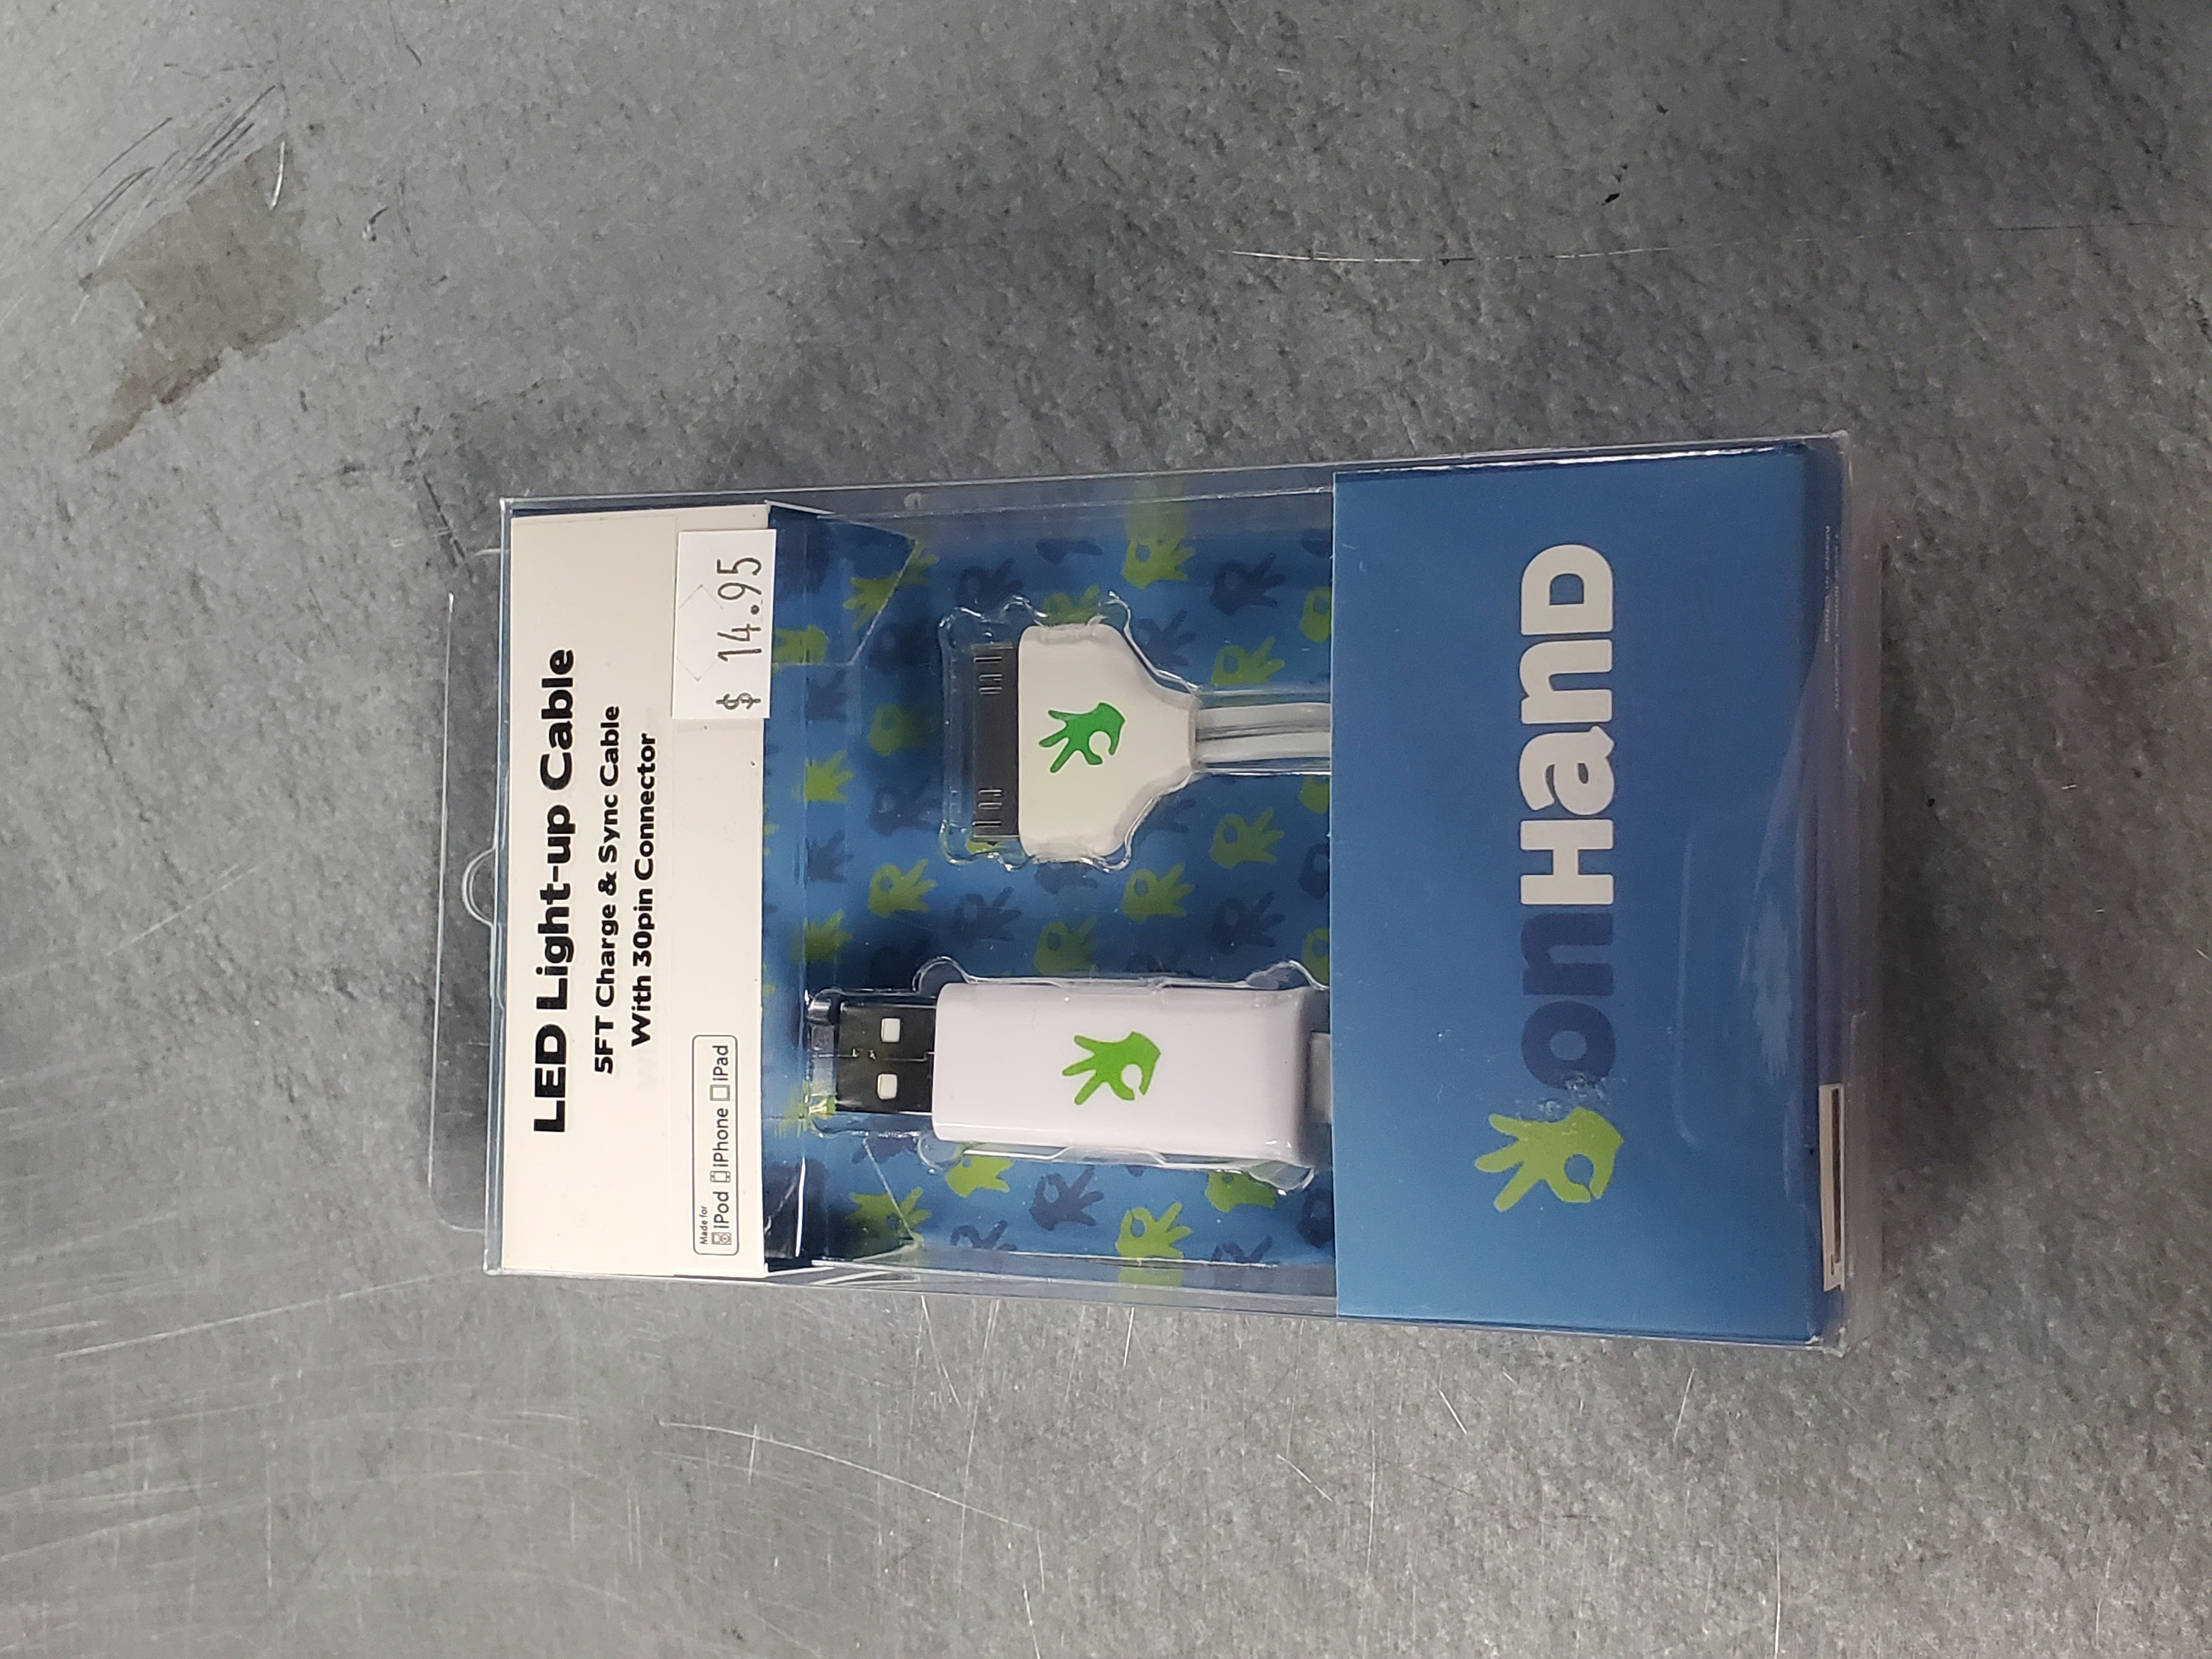 LED Light-up Cable
5FT Charge & Sync Cable
With 30pin Connector
Made for
iPod iPhone iPad
$ 14.95
onHanD